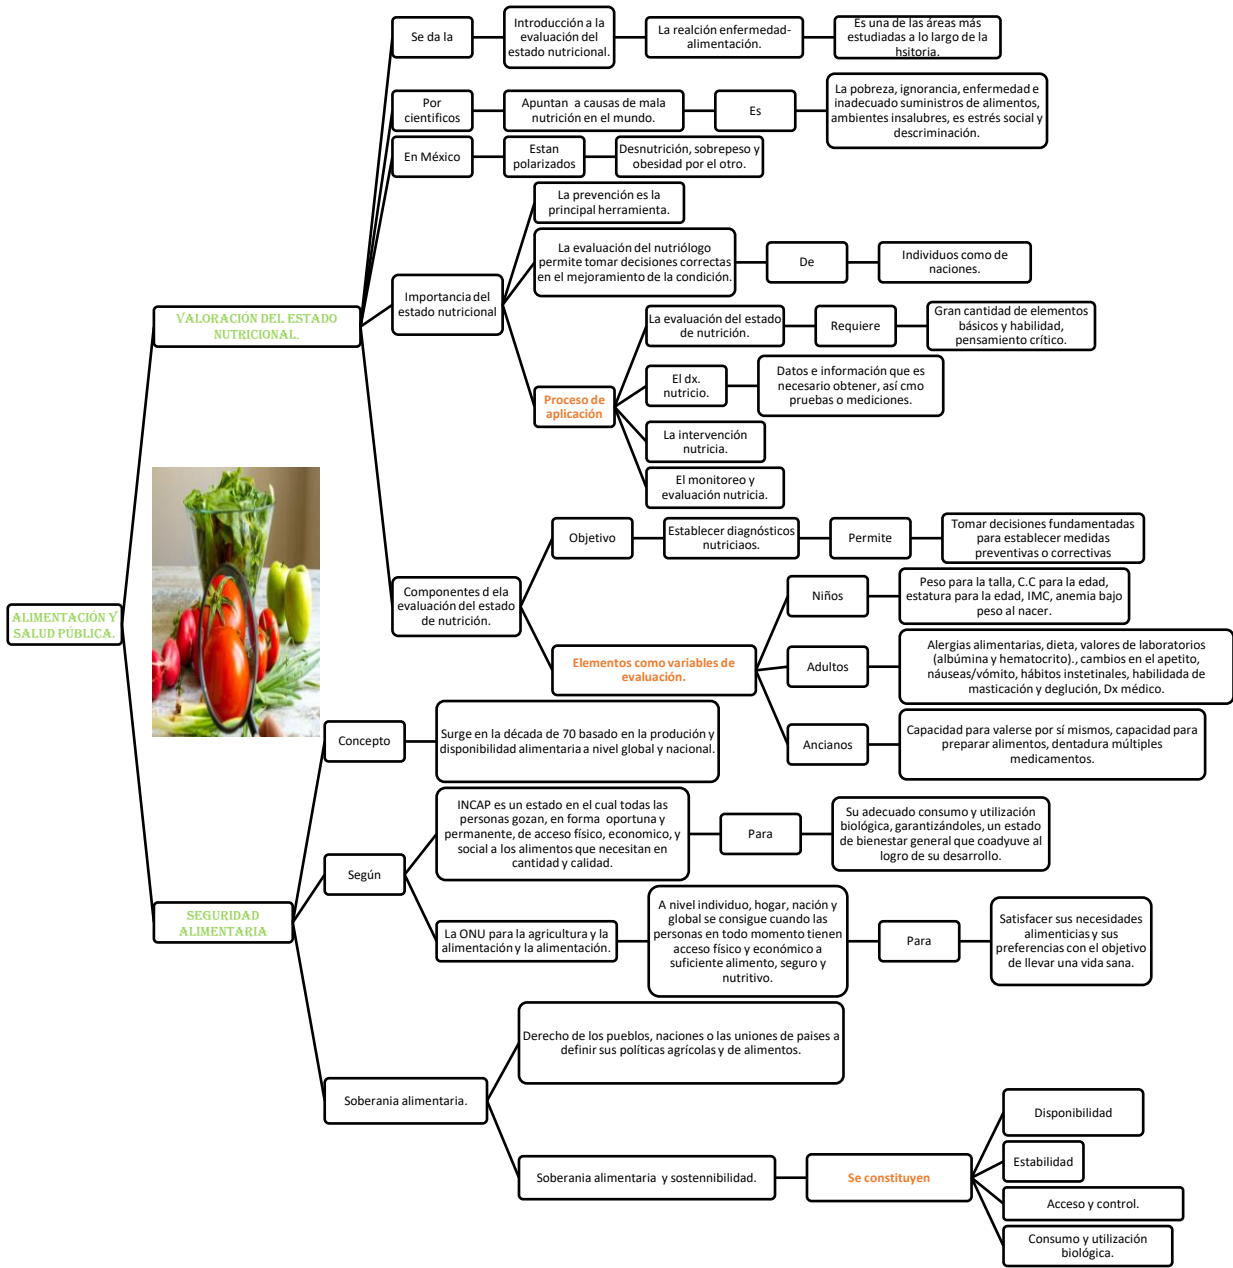 ALIMENTACIÓN Y
SALUD PÚBLICA.
VALORACIÓN DEL ESTADO
NUTRICIONAL.
Se da la
Introducción a la
evaluación del
estado nutricional.
La realción enfermedad-
alimentación.
Es una de las áreas más
estudiadas a lo largo de la
hsitoria.
Por
cientificos
Apuntan a causas de mala
nutrición en el mundo.
Es
La pobreza, ignorancia, enfermedad e
inadecuado suministros de alimentos,
ambientes insalubres, es estrés social y
descriminación.
En México
Estan
polarizados
Desnutrición, sobrepeso y
obesidad por el otro.
Importancia del
estado nutricional
La prevención es la
principal herramienta.
La evaluación del nutriólogo
permite tomar decisiones correctas
en el mejoramiento de la condición.
De
Individuos como de
naciones.
Proceso de
aplicación
La evaluación del estado
de nutrición.
Requiere
Gran cantidad de elementos
básicos y habilidad,
pensamiento crítico.
El dx.
nutricio.
Datos e información que es
necesario obtener, así cmo
pruebas o mediciones.
La intervención
nutricia.
El monitoreo y
evaluación nutricia.
Componentes d ela
evaluación del estado
de nutrición.
Objetivo
Establecer diagnósticos
nutriciaos.
Permite
Tomar decisiones fundamentadas
para establecer medidas
preventivas o correctivas
Elementos como variables de
evaluación.
Niños
Peso para la talla, C.C para la edad,
estatura para la edad, IMC, anemia bajo
peso al nacer.
Adultos
Alergias alimentarias, dieta, valores de laboratorios
(albúmina y hematocrito)., cambios en el apetito,
náuseas/vómito, hábitos instetinales, habilidada de
masticación y deglución, Dx médico.
Ancianos
Capacidad para valerse por sí mismos, capacidad para
preparar alimentos, dentadura múltiples
medicamentos.
SEGURIDAD
ALIMENTARIA
Concepto
Surge en la década de 70 basado en la produción y
disponibilidad alimentaria a nivel global y nacional.
Según
INCAP es un estado en el cual todas las
personas gozan, en forma oportuna y
permanente, de acceso físico, economico, y
social a los alimentos que necesitan en
cantidad y calidad.
Para
Su adecuado consumo y utilización
biológica, garantizándoles, un estado
de bienestar general que coadyuve al
logro de su desarrollo.
La ONU para la agricultura y la
alimentación y la alimentación.
A nivel individuo, hogar, nación y
global se consigue cuando las
personas en todo momento tienen
acceso físico y económico a
suficiente alimento, seguro y
nutritivo.
Para
Satisfacer sus necesidades
alimenticias y sus
preferencias con el objetivo
de llevar una vida sana.
Soberania alimentaria.
Derecho de los pueblos, naciones o las uniones de paises a
definir sus políticas agrícolas y de alimentos.
Soberania alimentaria y sostennibilidad.
Se constituyen
Disponibilidad
Estabilidad
Acceso y control.
Consumo y utilización
biológica.